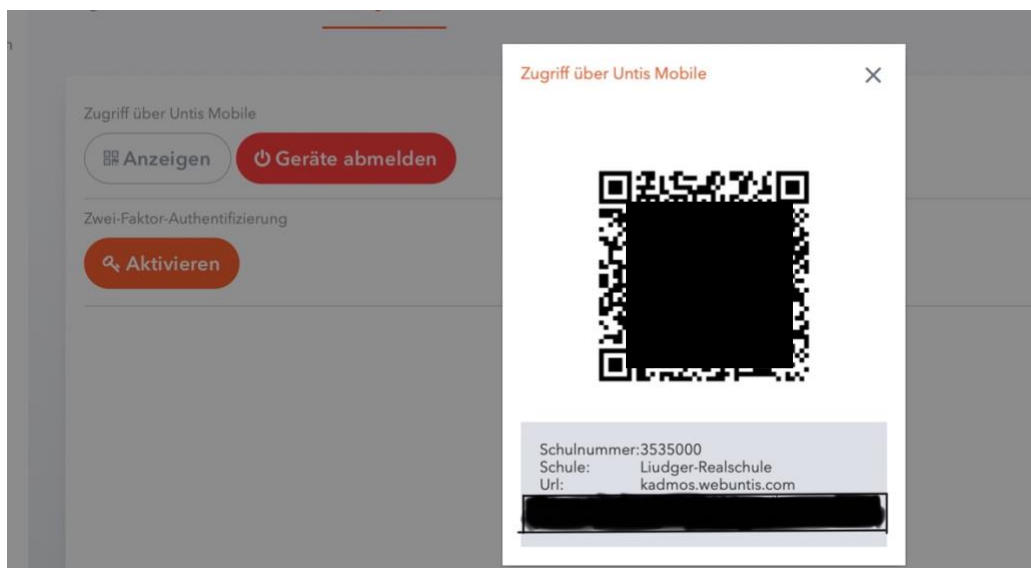 Zugriff über Untis Mobile
Anzeigen
Geräte abmelden
Zwei-Faktor-Authentifizierung
Aktivieren
Zugriff über Untis Mobile
Schulnummer:3535000
Schule: Liudger-Realschule
Url: kadmos.webuntis.com